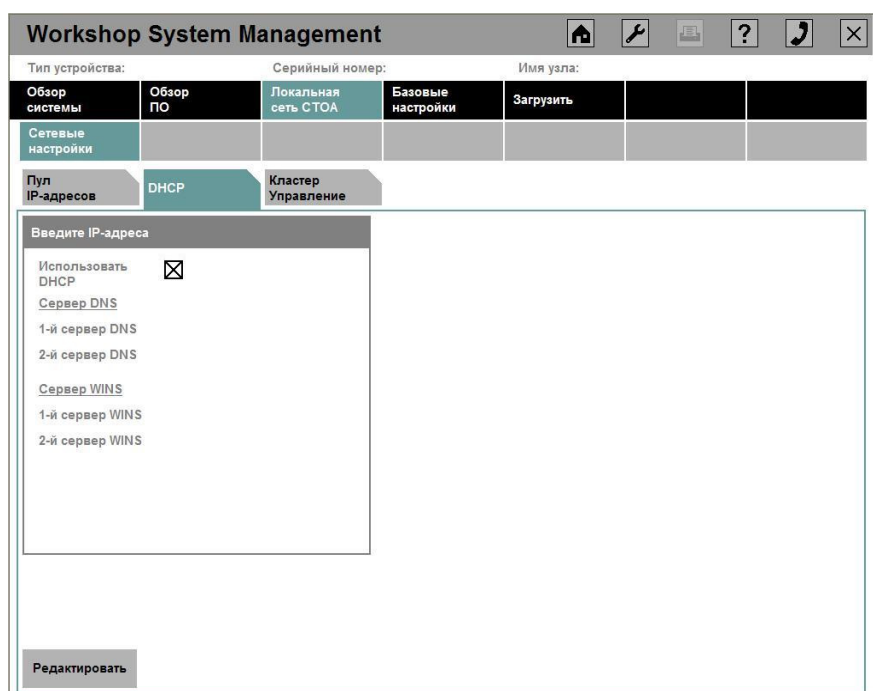 Workshop System Management
?
Тип устройства: Серийный номер: Имя узла:
Обзор системы
Обзор ПО
Локальная сеть СТОА
Базовые настройки
Загрузить
Сетевые настройки
Пул IP-адресов
DHCP
Кластер Управление
Введите IP-адреса
Использовать DHCP
Сервер DNS
1-й сервер DNS
2-й сервер DNS
Сервер WINS
1-й сервер WINS
2-й сервер WINS
Редактировать